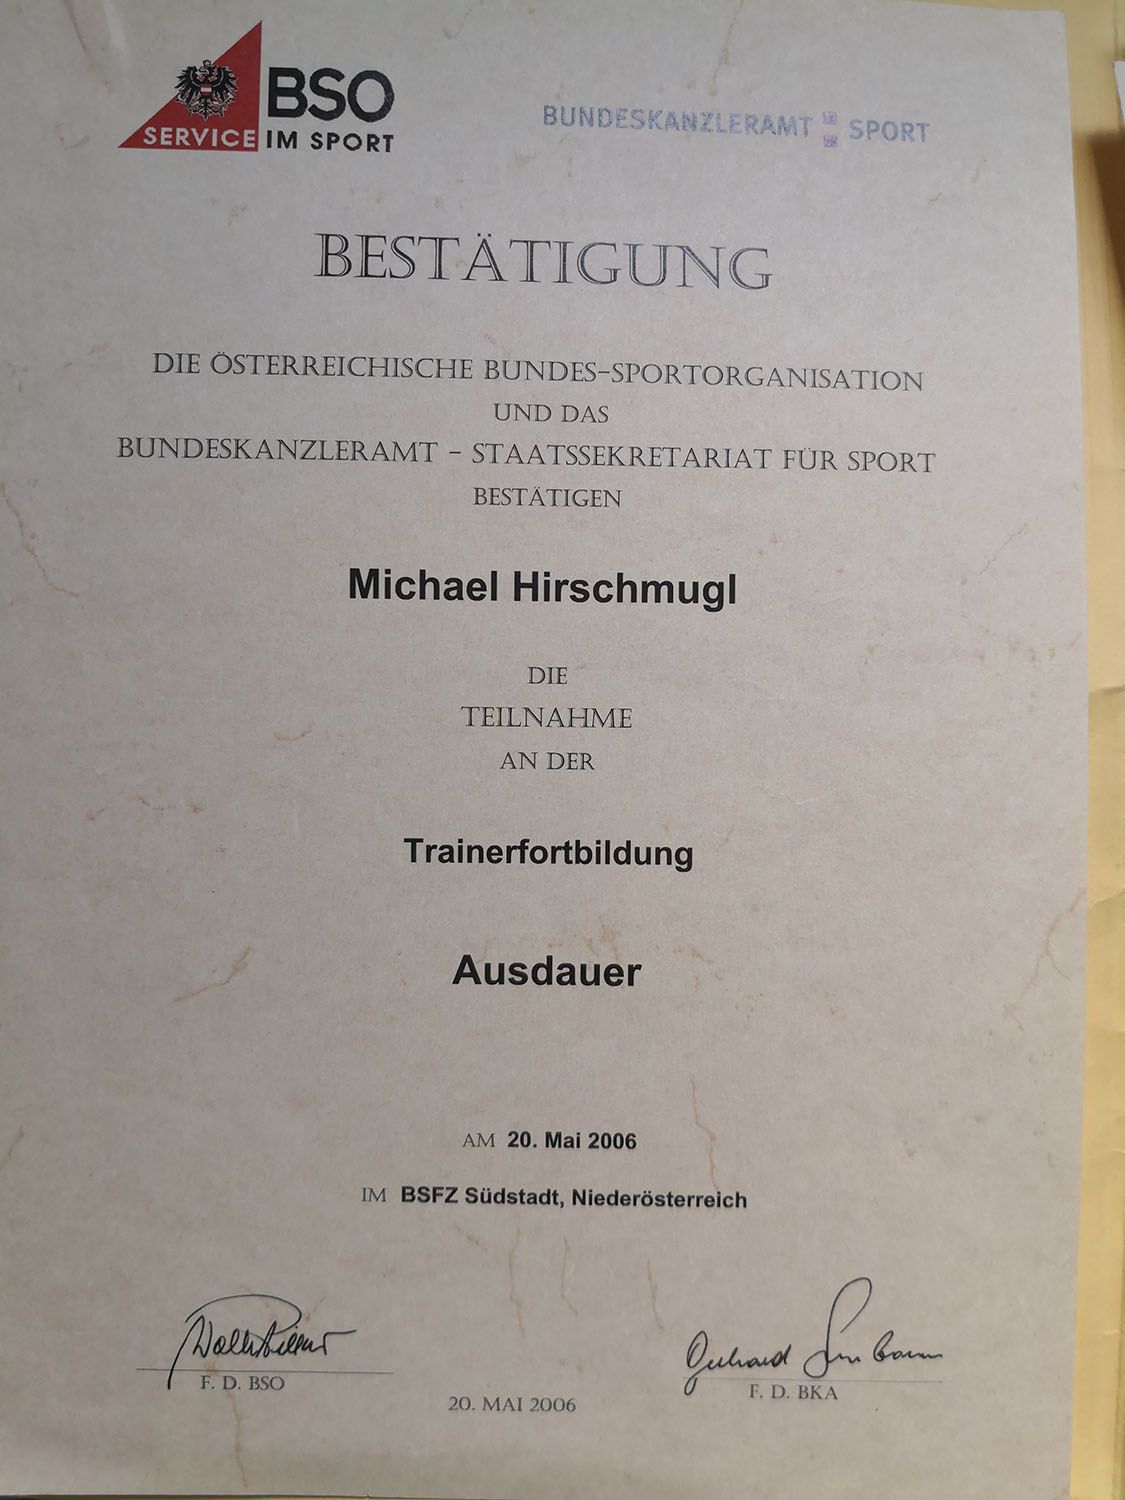 BSO
SERVICE IM SPORT
BUNDESKANZLERAMT SPORT
BESTÄTIGUNG
DIE ÖSTERREICHISCHE BUNDES-SPORTORGANISATION
UND DAS
BUNDESKANZLERAMT - STAATSSEKRETARIAT FÜR SPORT
BESTÄTIGEN
Michael Hirschmugl
DIE
TEILNAHME
AN DER
Trainerfortbildung
Ausdauer
AM 20. Mai 2006
IM BSFZ Südstadt, Niederösterreich
Gerhard
F. D. BSO
F. D. BKA
20. MAI 2006